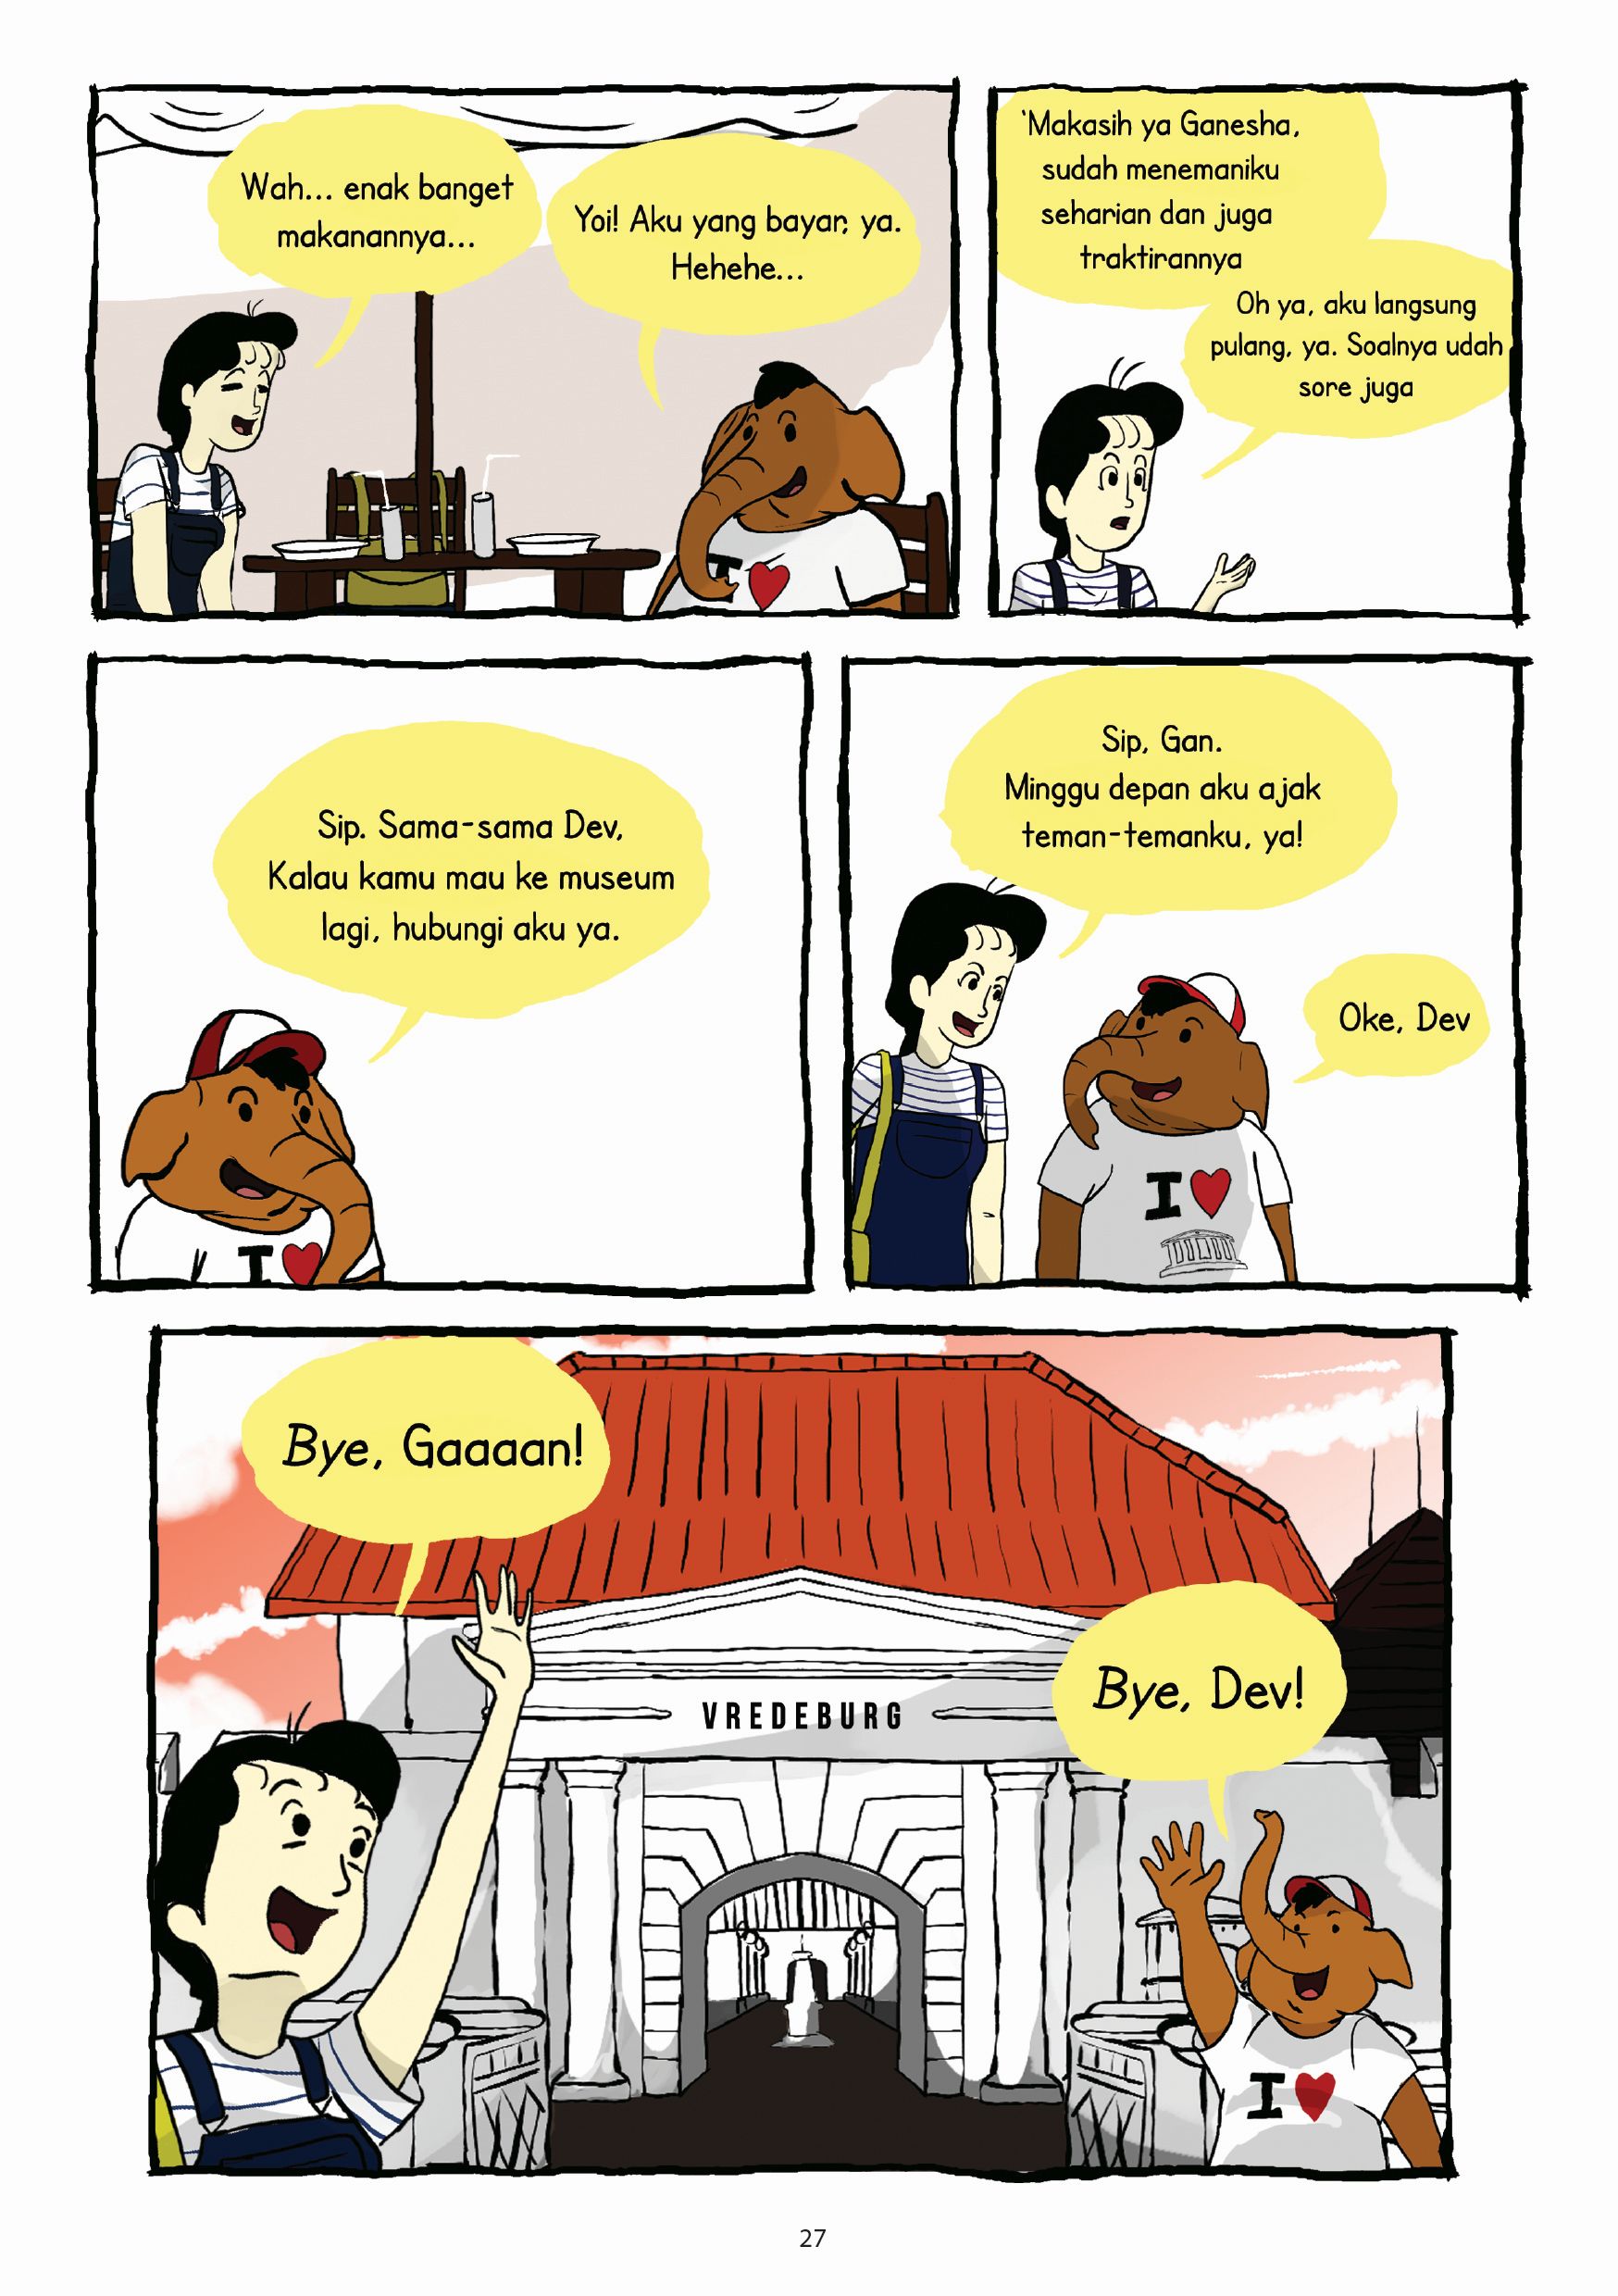 Wah... enak banget
makanannya...
Yoi! Aku yang bayar, ya.
Hehehe...
'Makasih ya Ganesha,
sudah menemaniku
seharian dan juga
traktirannya
Oh ya, aku langsung
pulang, ya. Soalnya udah
sore juga
I
Sip. Sama-sama Dev,
Kalau kamu mau ke museum
lagi, hubungi aku ya.
I
Sip, Gan.
Minggu depan aku ajak
teman-temanku, ya!
Oke, Dev
I
Bye, Gaaaan!
Bye, Dev!
VREDEBURG
I
27